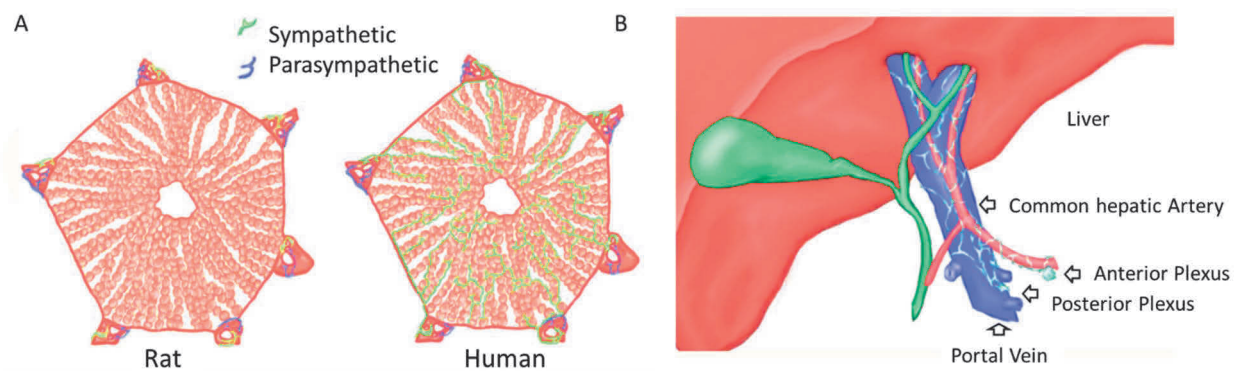 A
Sympathetic
Parasympathetic
Rat
Human
B
Liver
Common hepatic Artery
Anterior Plexus
Posterior Plexus
Portal Vein